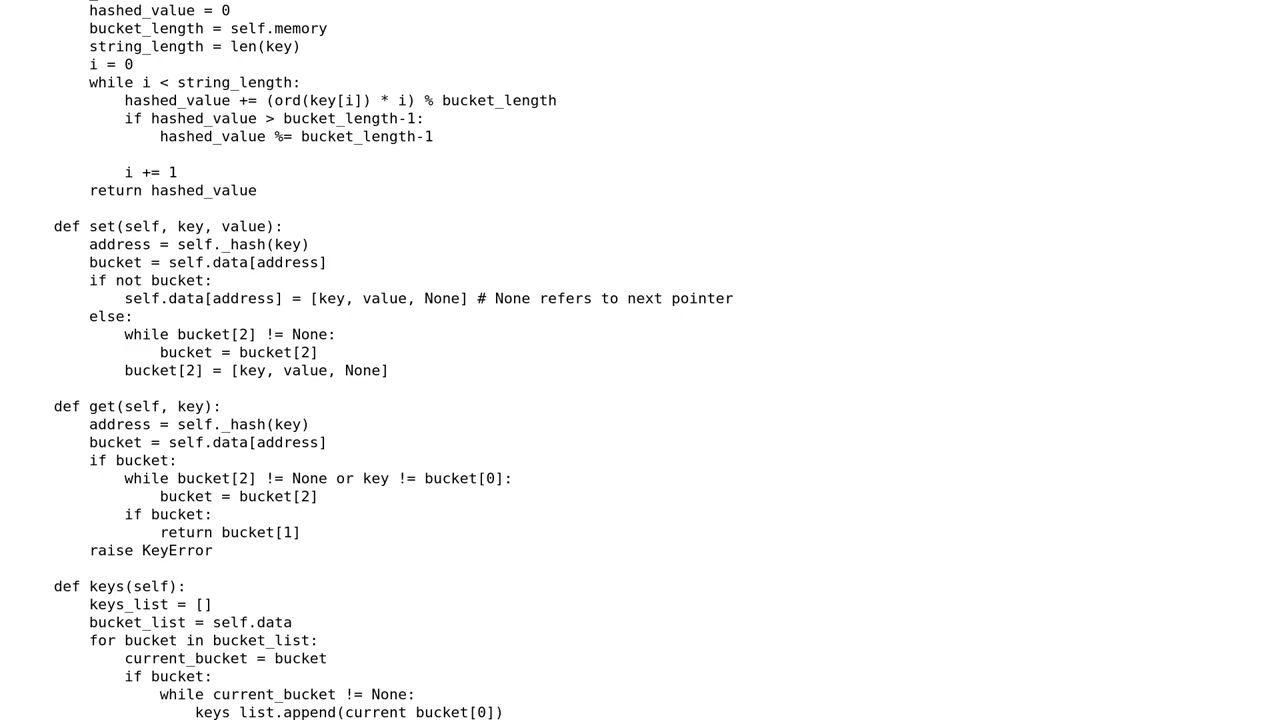 hashed_value = 0
bucket_length = self.memory
string_length = len(key)
i = 0
while i < string_length:
hashed_value += (ord(key[i]) * i) % bucket_length
if hashed_value > bucket_length-1:
hashed_value %= bucket_length-1
i += 1
return hashed_value
def set(self, key, value):
address = self._hash(key)
bucket = self.data[address]
if not bucket:
self.data[address] = [key, value, None] # None refers to next pointer
else:
while bucket[2] != None:
bucket = bucket[2]
bucket[2] = [key, value, None]
def get(self, key):
address = self._hash(key)
bucket = self.data[address]
if bucket:
while bucket[2] != None or key != bucket[0]:
bucket = bucket[2]
if bucket:
return bucket[1]
raise KeyError
def keys(self):
keys_list = []
bucket_list = self.data
for bucket in bucket_list:
current_bucket = bucket
if bucket:
while current_bucket != None:
keys_list.append(current_bucket[0])